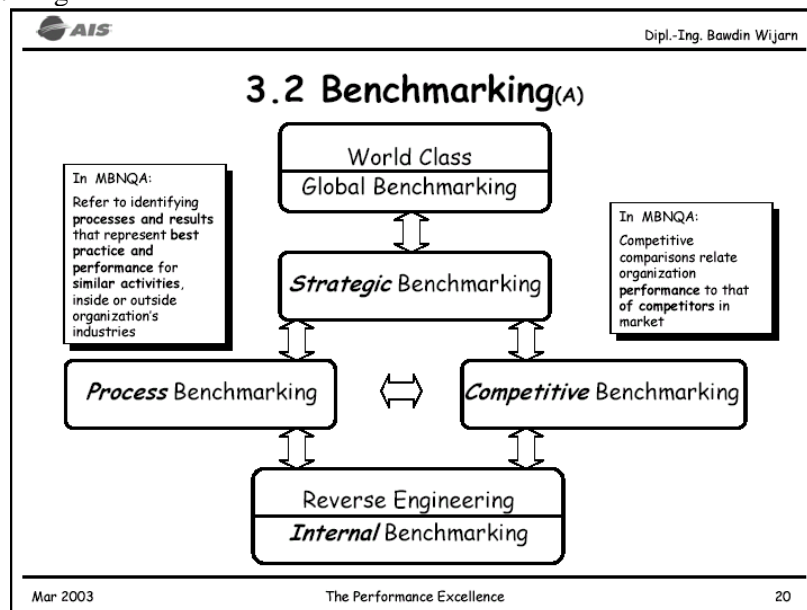 AIS
Dipl.-Ing. Bawdin Wijarn
3.2 Benchmarking(A)
World Class
Global Benchmarking
In MBNQA:
Refer to identifying
processes and results
that represent best
practice and
performance for
similar activities,
inside or outside
organization's
industries
In MBNQA:
Competitive
comparisons relate
organization
performance to that
of competitors in
market
Strategic Benchmarking
Process Benchmarking
Competitive Benchmarking
Reverse Engineering
Internal Benchmarking
Mar 2003
The Performance Excellence
20